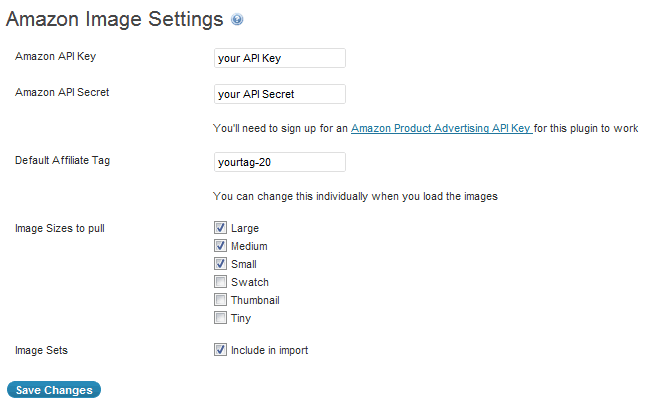 Amazon Image Settings ?
Amazon API Key your API Key
Amazon API Secret your API Secret
You'll need to sign up for an Amazon Product Advertising API Key for this plugin to work
Default Affiliate Tag yourtag-20
You can change this individually when you load the images
Image Sizes to pull Large
Medium
Small
Swatch
Thumbnail
Tiny
Image Sets Include in import
Save Changes